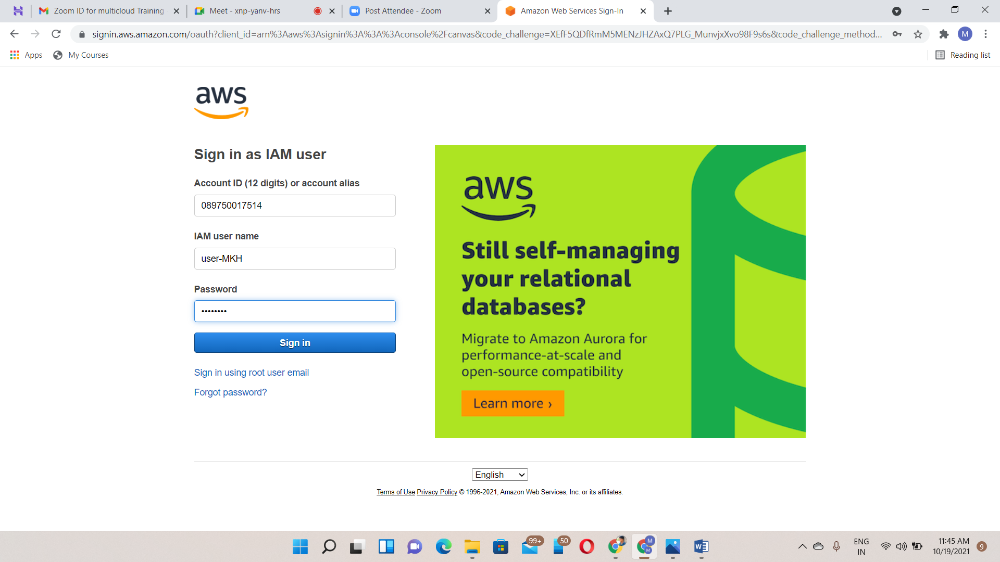 Zoom ID for multicloud Training
Meet - xnp-yanv-hrs
Post Attendee - Zoom
Amazon Web Services Sign-In
signin.aws.amazon.com/oauth?client_id=arn%3Aaws%3Asignin%3A%3A%3Aconsole%2Fcanvas&code_challenge=XEfF5QDfRmM5MENzJHZAxQ7PLG_MunvjxXvo98F9s6s&code_challenge_method...
M
Apps
My Courses
Reading list
aws
Sign in as IAM user
Account ID (12 digits) or account alias
089750017514
IAM user name
user-MKH
Password
••••••••
Sign in
Sign in using root user email
Forgot password?
aws
Still self-managing
your relational
databases?
Migrate to Amazon Aurora for
performance-at-scale and
open-source compatibility
Learn more ›
English
Terms of Use Privacy Policy © 1996-2021, Amazon Web Services, Inc. or its affiliates.
99+
50
M
M
ENG
IN
11:45 AM
10/19/2021
9